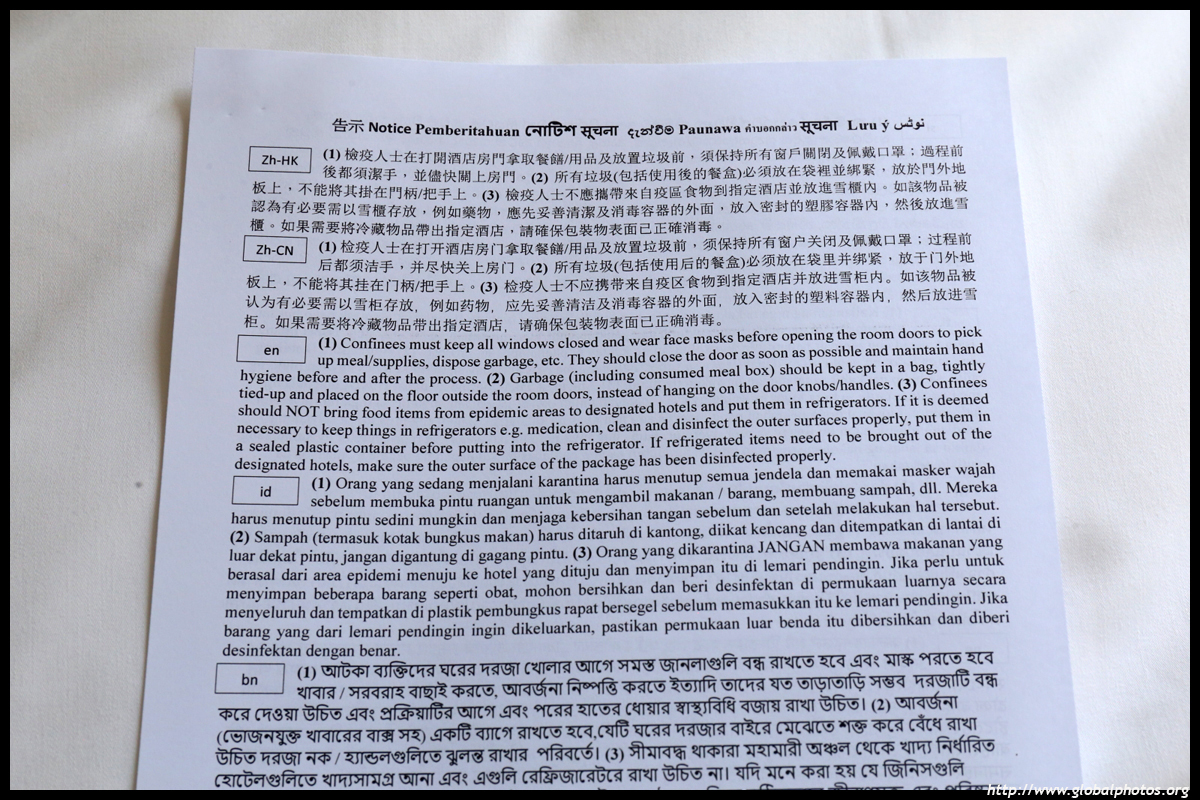 告示 Notice Pemberitahuan নোটিশ सूचना දැන්වීම Paunawa คำบอกกล่าว सूचना Lưu ý نوٹس
Zh-HK (1) 檢疫人士在打開酒店房門拿取餐膳/用品及放置垃圾前，須保持所有窗戶關閉及佩戴口罩；過程前
後都須潔手，並儘快關上房門。(2) 所有垃圾(包括使用後的餐盒)必須放在袋裡並綁緊，放於門外地
板上，不能將其掛在門柄/把手上。(3) 檢疫人士不應攜帶來自疫區食物到指定酒店並放進雪櫃內。如該物品被
認為有必要需以雪櫃存放，例如藥物，應先妥善清潔及消毒容器的外面，放入密封的塑膠容器內，然後放進雪
櫃。如果需要將冷藏物品帶出指定酒店，請確保包裝物表面已正確消毒。
Zh-CN (1) 检疫人士在打开酒店房门拿取餐膳/用品及放置垃圾前，须保持所有窗户关闭及佩戴口罩；过程前
后都须洁手，并尽快关上房门。(2) 所有垃圾(包括使用后的餐盒)必须放在袋里并绑紧，放于门外地
板上，不能将其挂在门柄/把手上。(3) 检疫人士不应携带来自疫区食物到指定酒店并放进雪柜内。如该物品被
认为有必要需以雪柜存放，例如药物，应先妥善清洁及消毒容器的外面，放入密封的塑料容器内，然后放进雪
柜。如果需要将冷藏物品带出指定酒店，请确保包装物表面已正确消毒。
en (1) Confinees must keep all windows closed and wear face masks before opening the room doors to pick
up meal/supplies, dispose garbage, etc. They should close the door as soon as possible and maintain hand
hygiene before and after the process. (2) Garbage (including consumed meal box) should be kept in a bag, tightly
tied-up and placed on the floor outside the room doors, instead of hanging on the door knobs/handles. (3) Confinees
should NOT bring food items from epidemic areas to designated hotels and put them in refrigerators. If it is deemed
necessary to keep things in refrigerators e.g. medication, clean and disinfect the outer surfaces properly, put them in
a sealed plastic container before putting into the refrigerator. If refrigerated items need to be brought out of the
designated hotels, make sure the outer surface of the package has been disinfected properly.
id (1) Orang yang sedang menjalani karantina harus menutup semua jendela dan memakai masker wajah
sebelum membuka pintu ruangan untuk mengambil makanan / barang, membuang sampah, dll. Mereka
harus menutup pintu sedini mungkin dan menjaga kebersihan tangan sebelum dan setelah melakukan hal tersebut.
(2) Sampah (termasuk kotak bungkus makan) harus ditaruh di kantong, diikat kencang dan ditempatkan di lantai di
luar dekat pintu, jangan digantung di gagang pintu. (3) Orang yang dikarantina JANGAN membawa makanan yang
berasal dari area epidemi menuju ke hotel yang dituju dan menyimpan itu di lemari pendingin. Jika perlu untuk
menyimpan beberapa barang seperti obat, mohon bersihkan dan beri desinfektan di permukaan luarnya secara
menyeluruh dan tempatkan di plastik pembungkus rapat bersegel sebelum memasukkan itu ke lemari pendingin. Jika
barang yang dari lemari pendingin ingin dikeluarkan, pastikan permukaan luar benda itu dibersihkan dan diberi
desinfektan dengan benar.
bn (1) আটকা ব্যক্তিদের ঘরের দরজা খোলার আগে সমস্ত জানলাগুলি বন্ধ রাখতে হবে এবং মাস্ক পরতে হবে
খাবার / সরবরাহ বাছাই করতে, আবর্জনা নিষ্পত্তি করতে ইত্যাদি তাদের যত তাড়াতাড়ি সম্ভব দরজাটি বন্ধ
করে দেওয়া উচিত এবং প্রক্রিয়াটির আগে এবং পরের হাতের ধোয়ার স্বাস্থ্যবিধি বজায় রাখা উচিত। (2) আবর্জনা
(ভোজনযুক্ত খাবারের বাক্স সহ) একটি ব্যাগে রাখতে হবে,যেটি ঘরের দরজার বাইরে মেঝেতে শক্ত করে বেঁধে রাখা
উচিত দরজা নক / হ্যান্ডলগুলিতে ঝুলন্ত রাখার পরিবর্তে। (3) সীমাবদ্ধ থাকারা মহামারী অঞ্চল থেকে খাদ্য নির্ধারিত
হোটেলগুলিতে খাদ্যসামগ্র আনা এবং এগুলি রেফ্রিজারেটরে রাখা উচিত না। যদি মনে করা হয় যে জিনিসগুলি
http://www.globalphotos.org